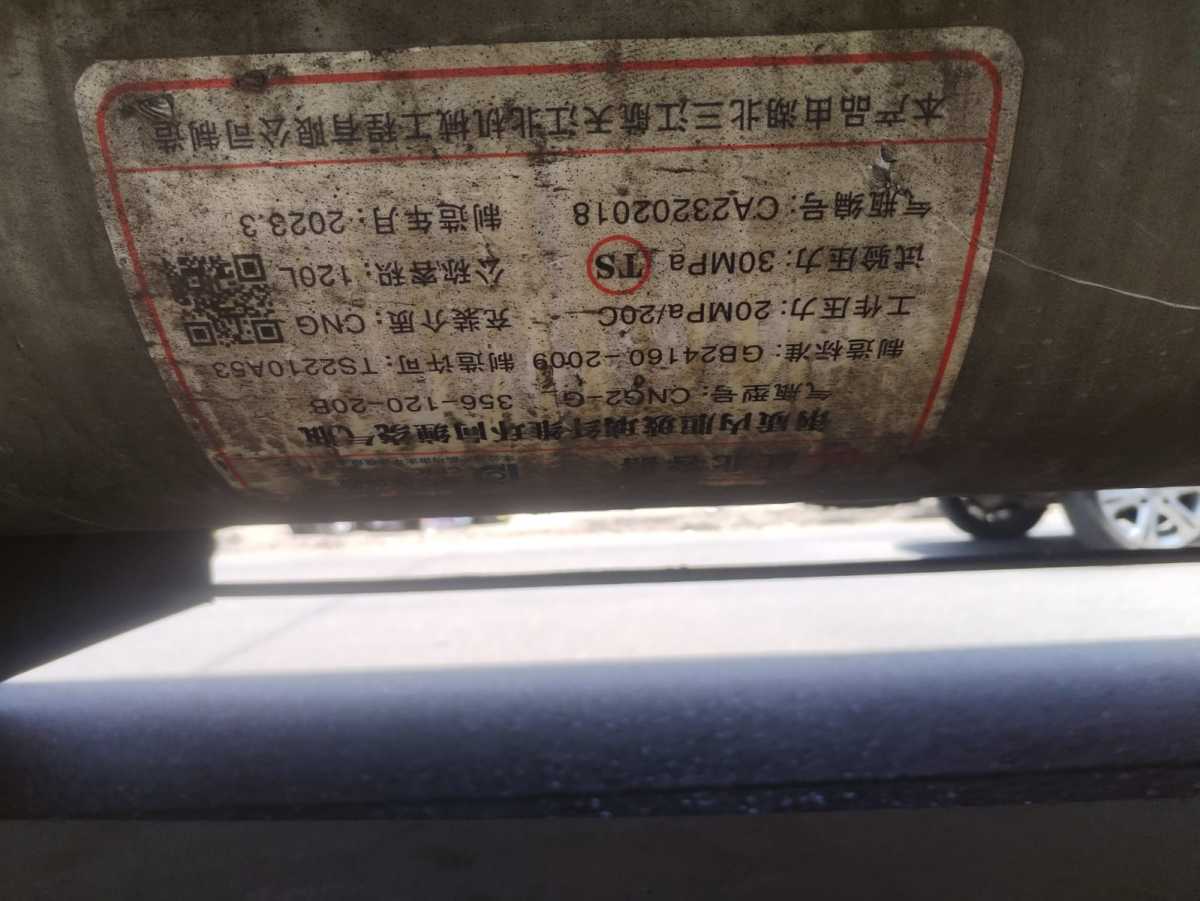 钢质内胆玻璃纤维环向缠绕气瓶
气瓶型号: CNG2-G- 356-120-20B
制造标准: GB24160-2009 制造许可: TS2210A53
工作压力: 20MPa/20C 充装介质: CNG
试验压力: 30MPa TS 公称容积: 120L
气瓶编号: CA23202018 制造年月: 2023.3
本产品由湖北三江航天江北机械工程有限公司制造